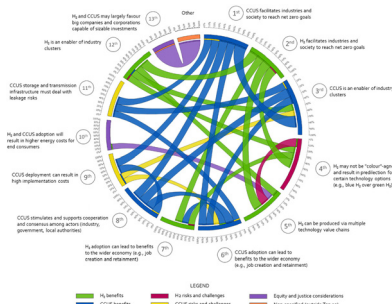 13th
H₂ and CCUS may largely favour
big companies and corporations
capable of sizable investments
Other
1st
CCUS facilitates industries and
society to reach net zero goals
2nd
H₂ facilitates industries and
society to reach net zero goals
3rd
CCUS is an enabler of industry
clusters
4th
H₂ may not be "colour"-agn
and result in predilection fo
certain technology options
(e.g., blue H₂ over green H₂)
5th
H₂ can be produced via multiple
technology value chains
6th
CCUS adoption can lead to
benefits to the wider economy
(e.g., job creation and retainment)
7th
H₂ adoption can lead to benefits
to the wider economy (e.g., job
creation and retainment)
8th
CCUS stimulates and supports cooperation
and consensus among actors (industry,
government, local authorities)
9th
CCUS deployment can result in
high implementation costs
10th
H₂ and CCUS adoption will
result in higher energy costs for
end consumers
11th
CCUS storage and transmission
infrastructure must deal with
leakage risks
12th
H₂ is an enabler of industry
clusters
LEGEND
H₂ benefits
H₂ risks and challenges
Equity and justice considerations